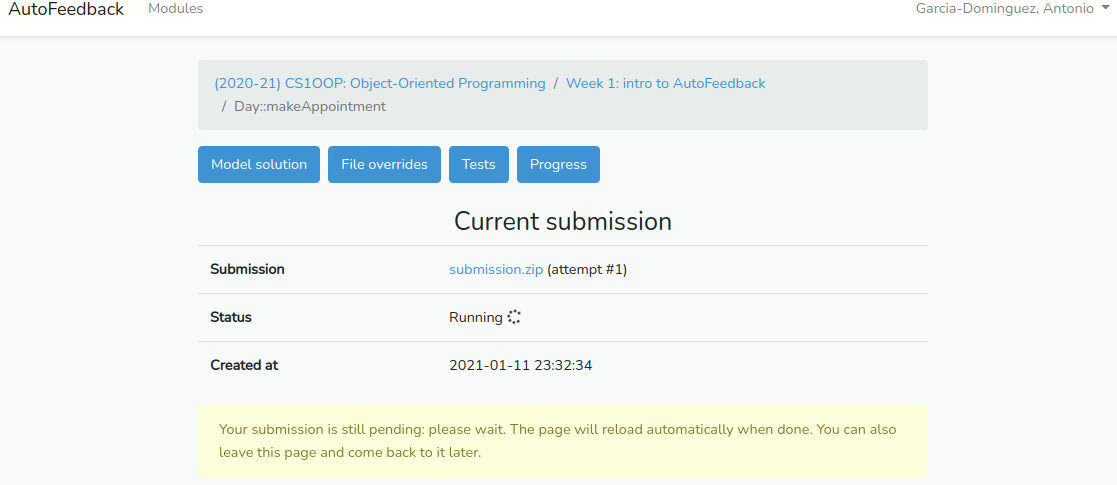 AutoFeedback Modules Garcia-Dominguez, Antonio
(2020-21) CS1OOP: Object-Oriented Programming / Week 1: intro to AutoFeedback
/ Day::makeAppointment
Model solution File overrides Tests Progress
Current submission
Submission submission.zip (attempt #1)
Status Running
Created at 2021-01-11 23:32:34
Your submission is still pending: please wait. The page will reload automatically when done. You can also
leave this page and come back to it later.